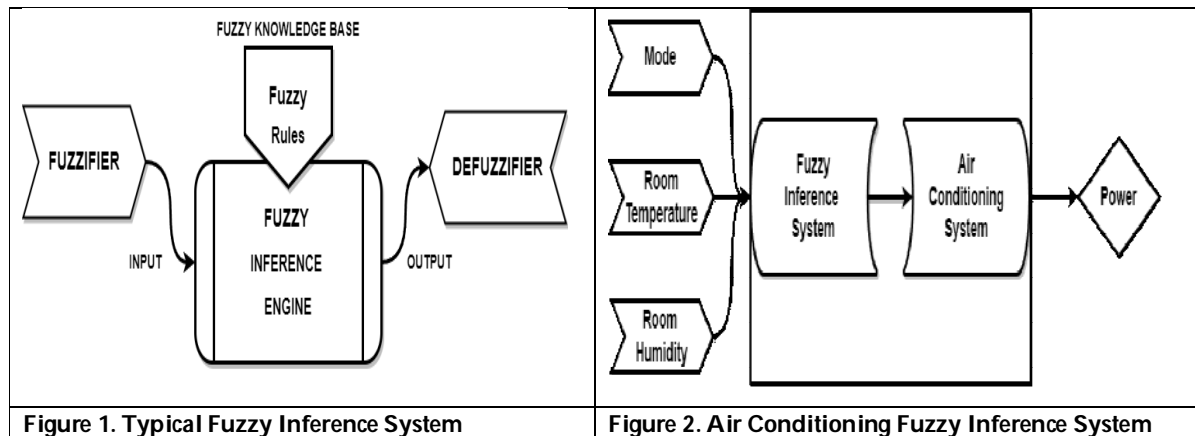 FUZZY KNOWLEDGE BASE
Fuzzy
Rules
FUZZIFIER
DEFUZZIFIER
FUZZY
INFERENCE
ENGINE
INPUT
OUTPUT
Figure 1. Typical Fuzzy Inference System
Mode
Room
Temperature
Room
Humidity
Fuzzy
Inference
System
Air
Conditioning
System
Power
Figure 2. Air Conditioning Fuzzy Inference System